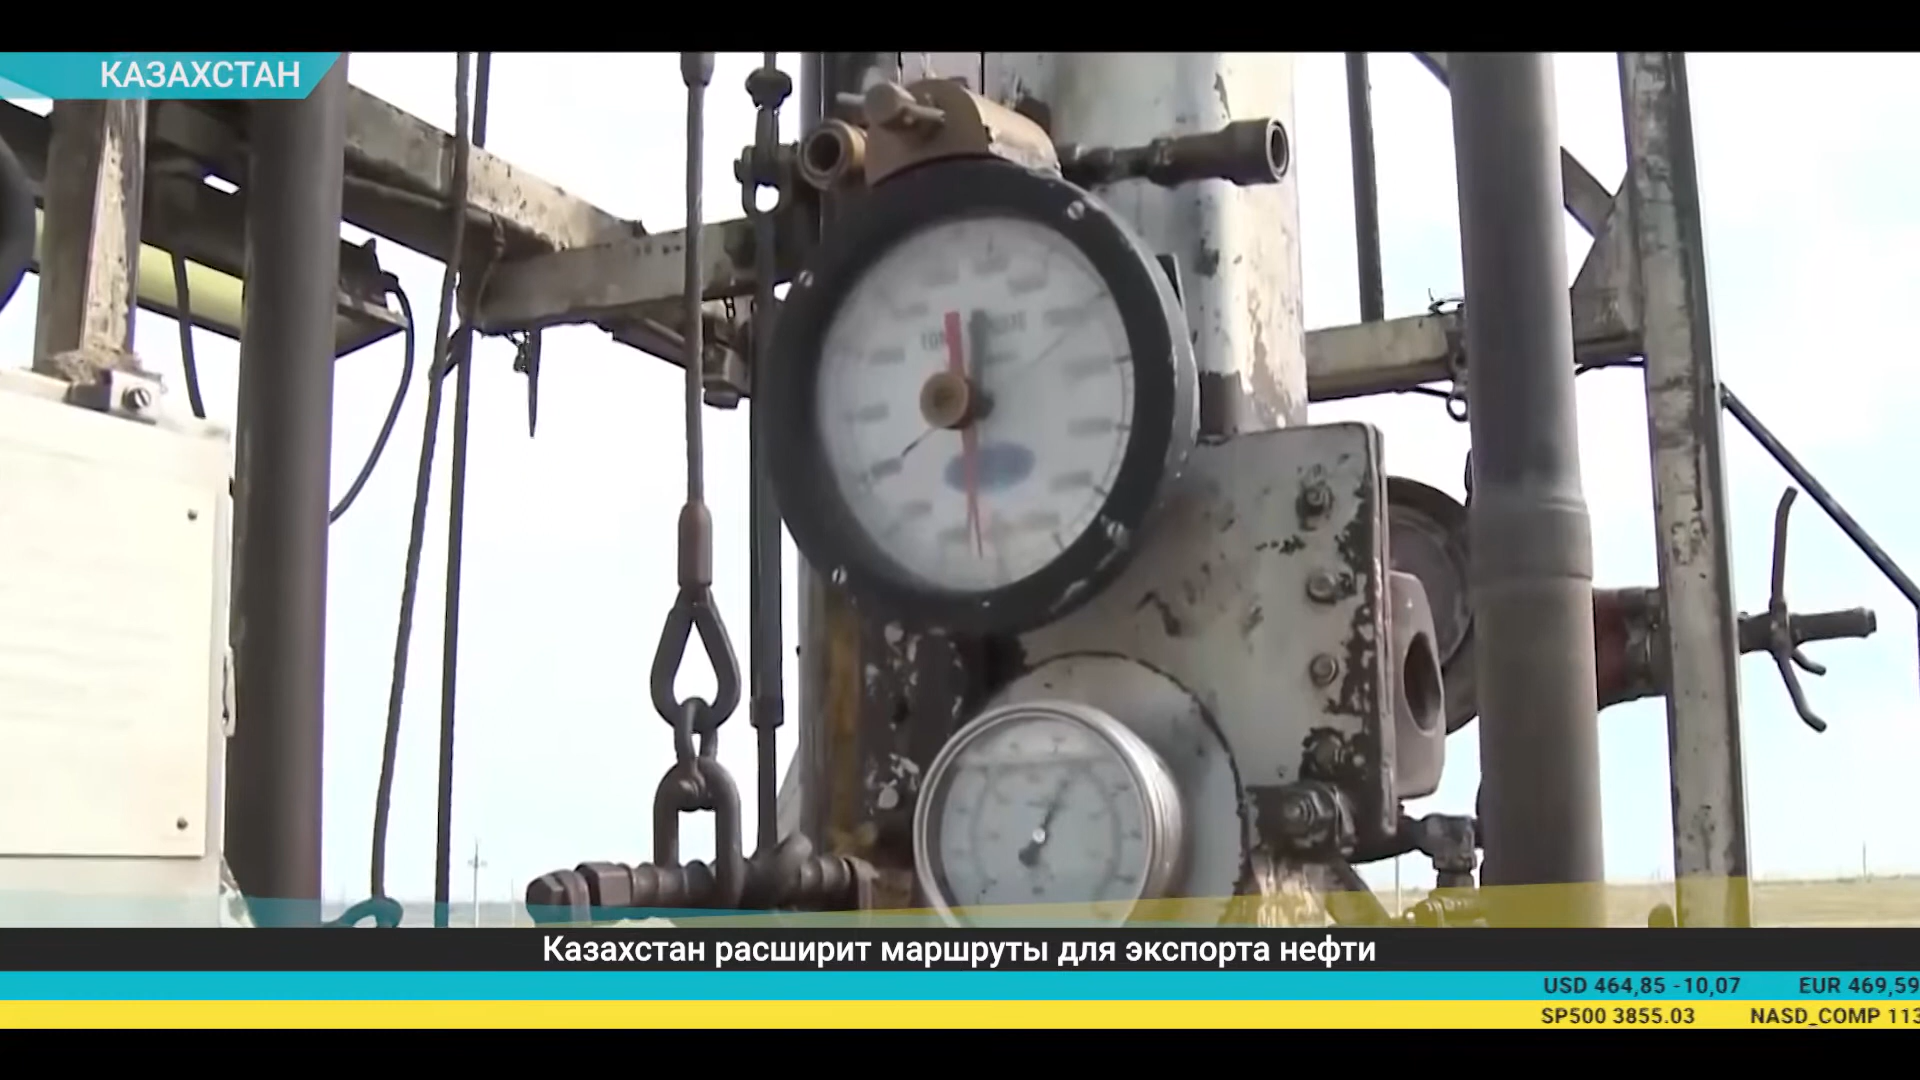 КАЗАХСТАН
Казахстан расширит маршруты для экспорта нефти
USD 464,85 -10,07 EUR 469,59
SP500 3855.03 NASD_COMP 113